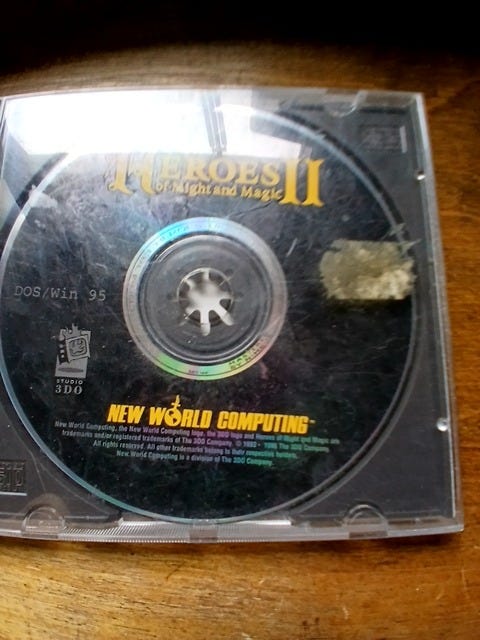 HEROES II
of Might and Magic
DOS/Win 95
STUDIO
3DO
NEW WORLD COMPUTING™
New World Computing, the New World Computing logo, the 3DO logo and Heroes of Might and Magic are
trademarks and/or registered trademarks of The 3DO Company. © 1993 - 1996 The 3DO Company.
All rights reserved. All other trademarks belong to their respective holders.
New World Computing is a division of The 3DO Company.